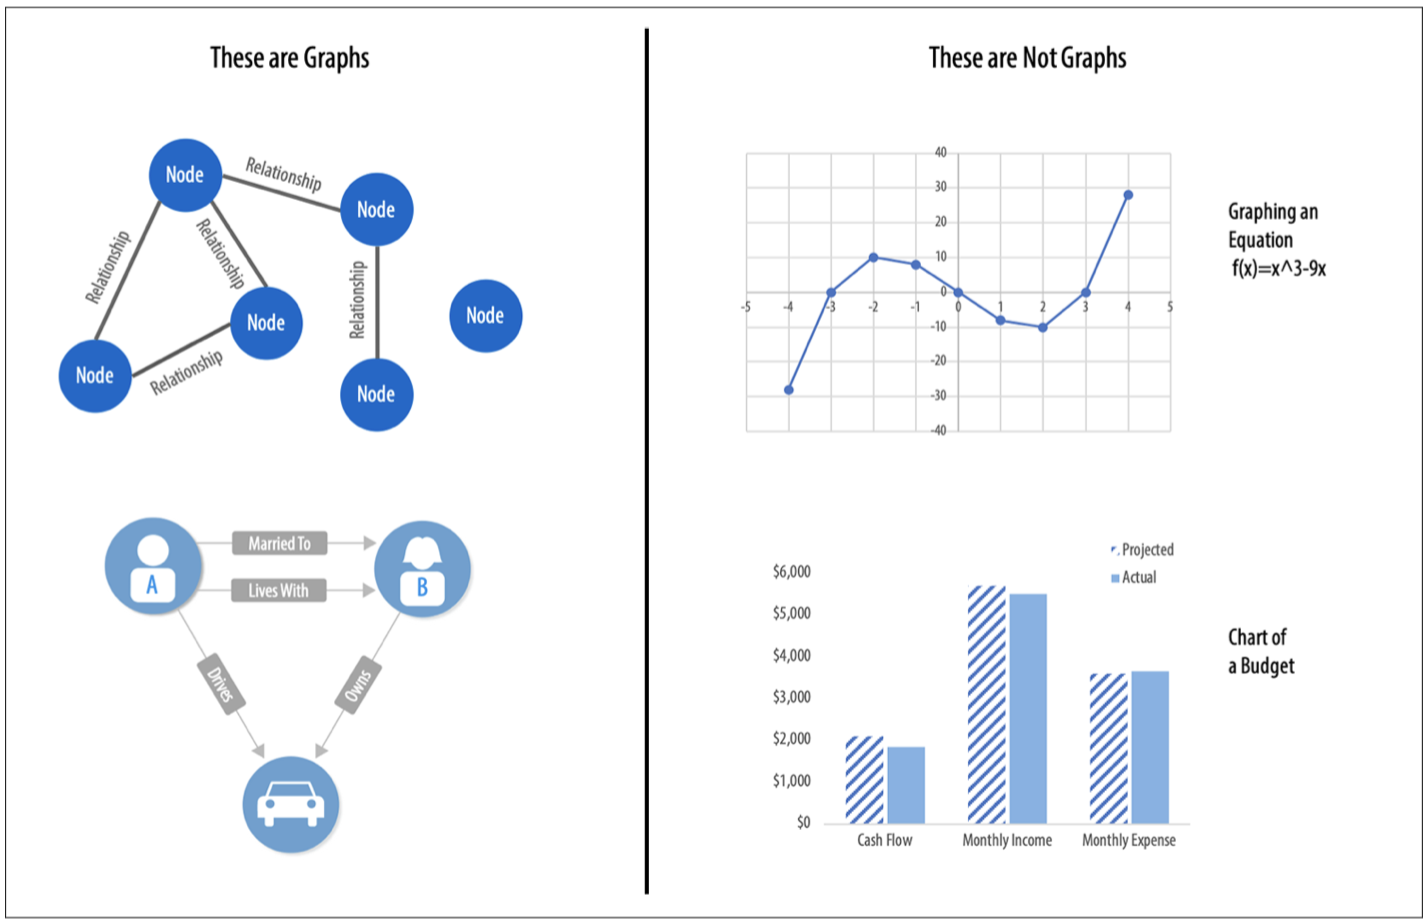 These are Graphs
Node
Relationship
Node
Relationship
Relationship
Relationship
Node
Node
Node
Relationship
Node
A
Married To
Lives With
B
Drives
Owns
These are Not Graphs
40
30
20
10
0
-10
-20
-30
-40
-5 -4 -3 -2 -1 0 1 2 3 4 5
Graphing an
Equation
f(x)=x^3-9x
Projected
Actual
$6,000
$5,000
$4,000
$3,000
$2,000
$1,000
$0
Cash Flow Monthly Income Monthly Expense
Chart of
a Budget